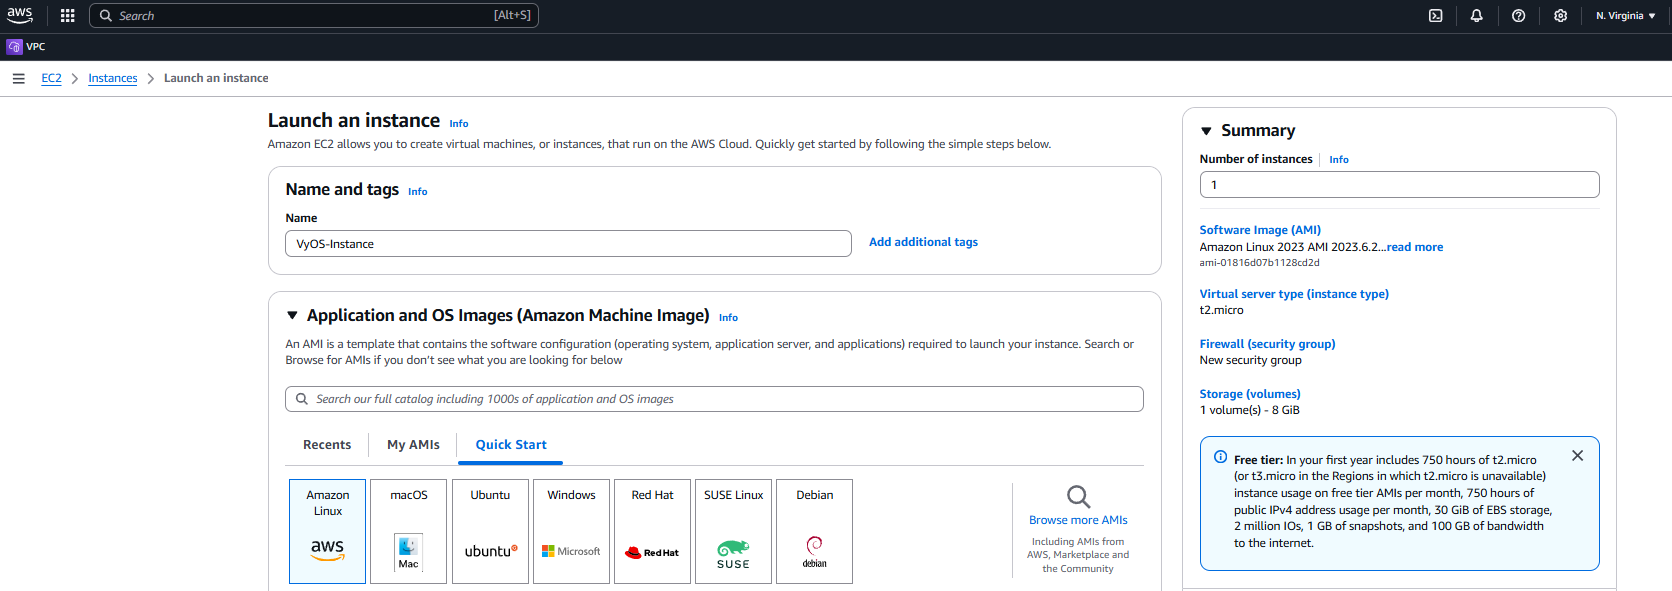 aws
Search [Alt+S]
N. Virginia
VPC
EC2 Instances Launch an instance
Launch an instance Info
Amazon EC2 allows you to create virtual machines, or instances, that run on the AWS Cloud. Quickly get started by following the simple steps below.
Name and tags Info
Name
VyOS-Instance
Add additional tags
Application and OS Images (Amazon Machine Image) Info
An AMI is a template that contains the software configuration (operating system, application server, and applications) required to launch your instance. Search or
Browse for AMIs if you don't see what you are looking for below
Search our full catalog including 1000s of application and OS images
Recents My AMIs Quick Start
Amazon
Linux
aws
macOS
Mac
Ubuntu
ubuntu
Windows
Microsoft
Red Hat
Red Hat
SUSE Linux
SUSE
Debian
debian
Browse more AMIs
Including AMIs from
AWS, Marketplace and
the Community
Summary
Number of instances Info
1
Software Image (AMI)
Amazon Linux 2023 AMI 2023.6.2...read more
ami-01816d07b1128cd2d
Virtual server type (instance type)
t2.micro
Firewall (security group)
New security group
Storage (volumes)
1 volume(s) - 8 GiB
Free tier: In your first year includes 750 hours of t2.micro
(or t3.micro in the Regions in which t2.micro is unavailable)
instance usage on free tier AMIs per month, 750 hours of
public IPv4 address usage per month, 30 GiB of EBS storage,
2 million IOs, 1 GB of snapshots, and 100 GB of bandwidth
to the internet.